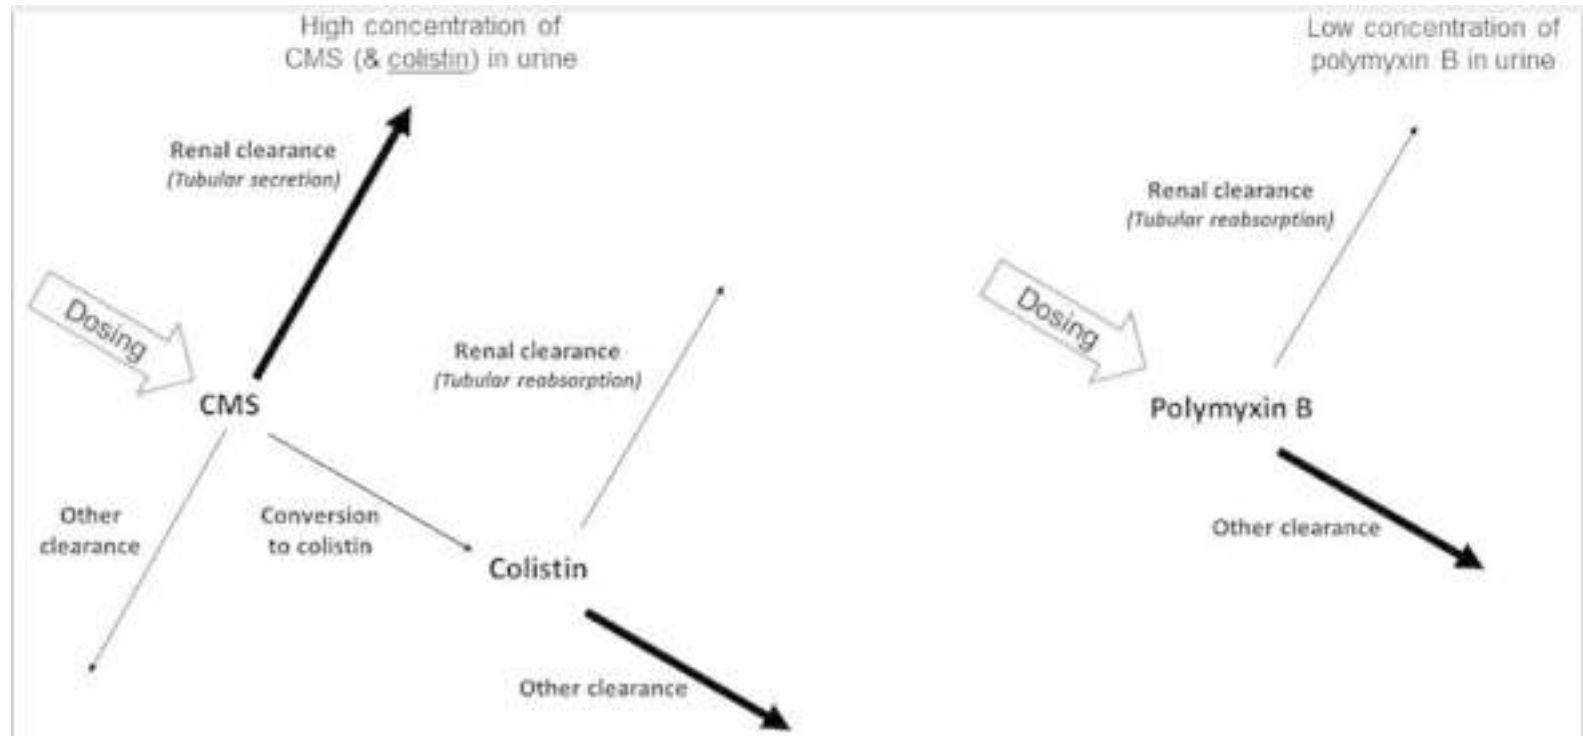 High concentration of
CMS (& colistin) in urine
Renal clearance
(Tubular secretion)
Dosing
CMS
Renal clearance
(Tubular reabsorption)
Other
clearance
Conversion
to colistin
Colistin
Other clearance
Low concentration of
polymyxin B in urine
Renal clearance
(Tubular reabsorption)
Dosing
Polymyxin B
Other clearance